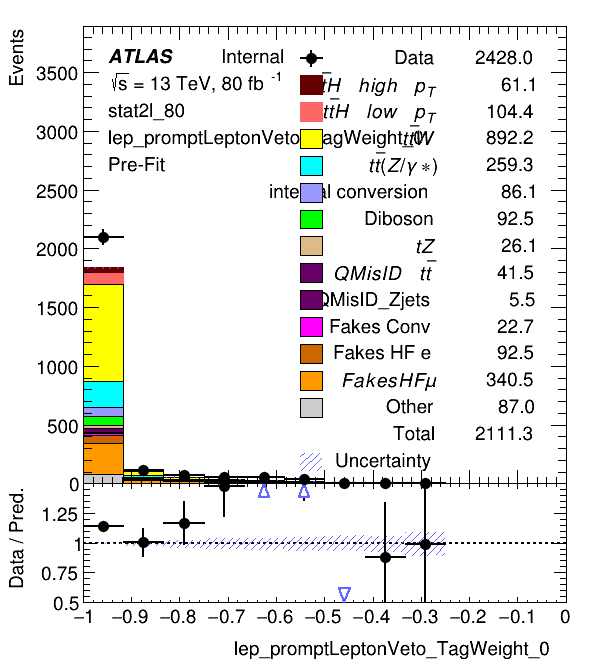 Events
ATLAS Internal
√s = 13 TeV, 80 fb -1
stat2l_80
lep_promptLeptonVeto_TagWeight_0
Pre-Fit
Data 2428.0
tt̄H high pT 61.1
tt̄H low pT 104.4
tt̄W 892.2
tt̄(Z/γ*) 259.3
internal conversion 86.1
Diboson 92.5
tZ 26.1
QMisID tt̄ 41.5
QMisID_Zjets 5.5
Fakes Conv 22.7
Fakes HF e 92.5
FakesHFμ 340.5
Other 87.0
Total 2111.3
Uncertainty
3500
3000
2500
2000
1500
1000
500
0
Data / Pred.
1.25
1
0.75
0.5
−1 −0.9 −0.8 −0.7 −0.6 −0.5 −0.4 −0.3 −0.2 −0.1 0
lep_promptLeptonVeto_TagWeight_0